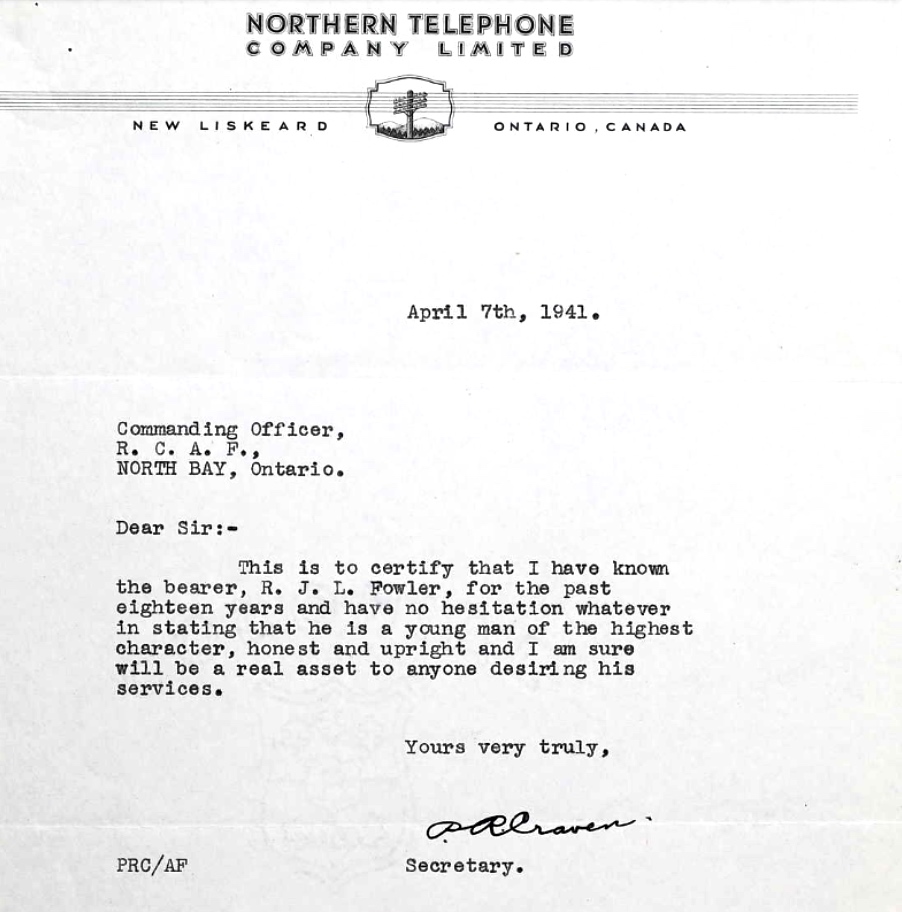 NORTHERN TELEPHONE
COMPANY LIMITED
NEW LISKEARD ONTARIO, CANADA
April 7th, 1941.
Commanding Officer,
R. C. A. F.,
NORTH BAY, Ontario.
Dear Sir:-
This is to certify that I have known
the bearer, R. J. L. Fowler, for the past
eighteen years and have no hesitation whatever
in stating that he is a young man of the highest
character, honest and upright and I am sure
will be a real asset to anyone desiring his
services.
Yours very truly,
P. R. Craven
PRC/AF Secretary.